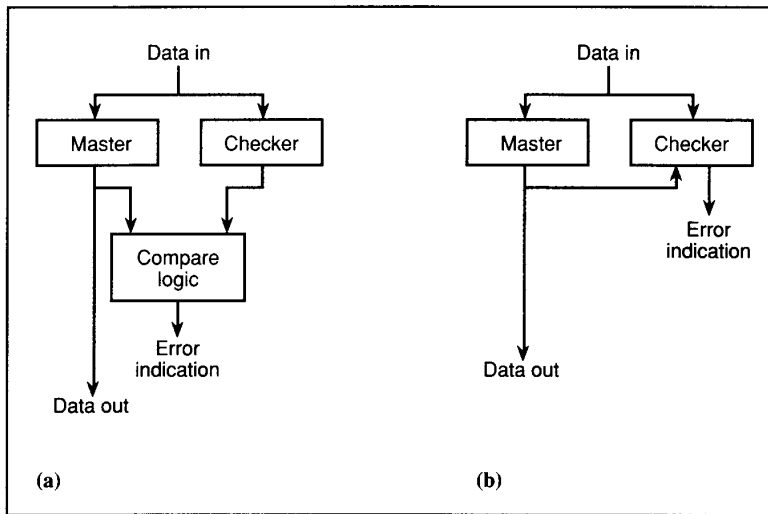 Data in
Master
Checker
Compare
logic
Error
indication
Data out
(a)
Data in
Master
Checker
Error
indication
Data out
(b)